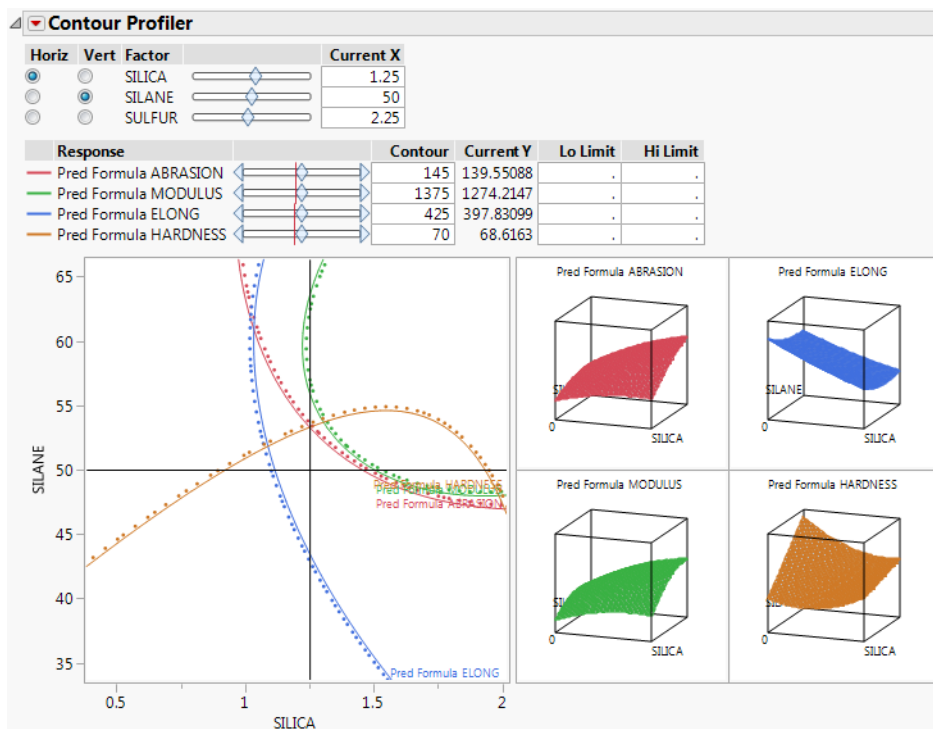 Contour Profiler
Horiz Vert Factor Current X
SILICA 1.25
SILANE 50
SULFUR 2.25
Response Contour Current Y Lo Limit Hi Limit
Pred Formula ABRASION 145 139.55088 . .
Pred Formula MODULUS 1375 1274.2147 . .
Pred Formula ELONG 425 397.83099 . .
Pred Formula HARDNESS 70 68.6163 . .
65
60
55
50
45
40
35
SILANE
Pred Formula HARDNESS
Pred Formula MODULUS
Pred Formula ABRASION
Pred Formula ELONG
0.5 1 1.5 2
SILICA
Pred Formula ABRASION
0
SILICA
Pred Formula ELONG
SILANE
0
SILICA
Pred Formula MODULUS
0
SILICA
Pred Formula HARDNESS
0
SILICA